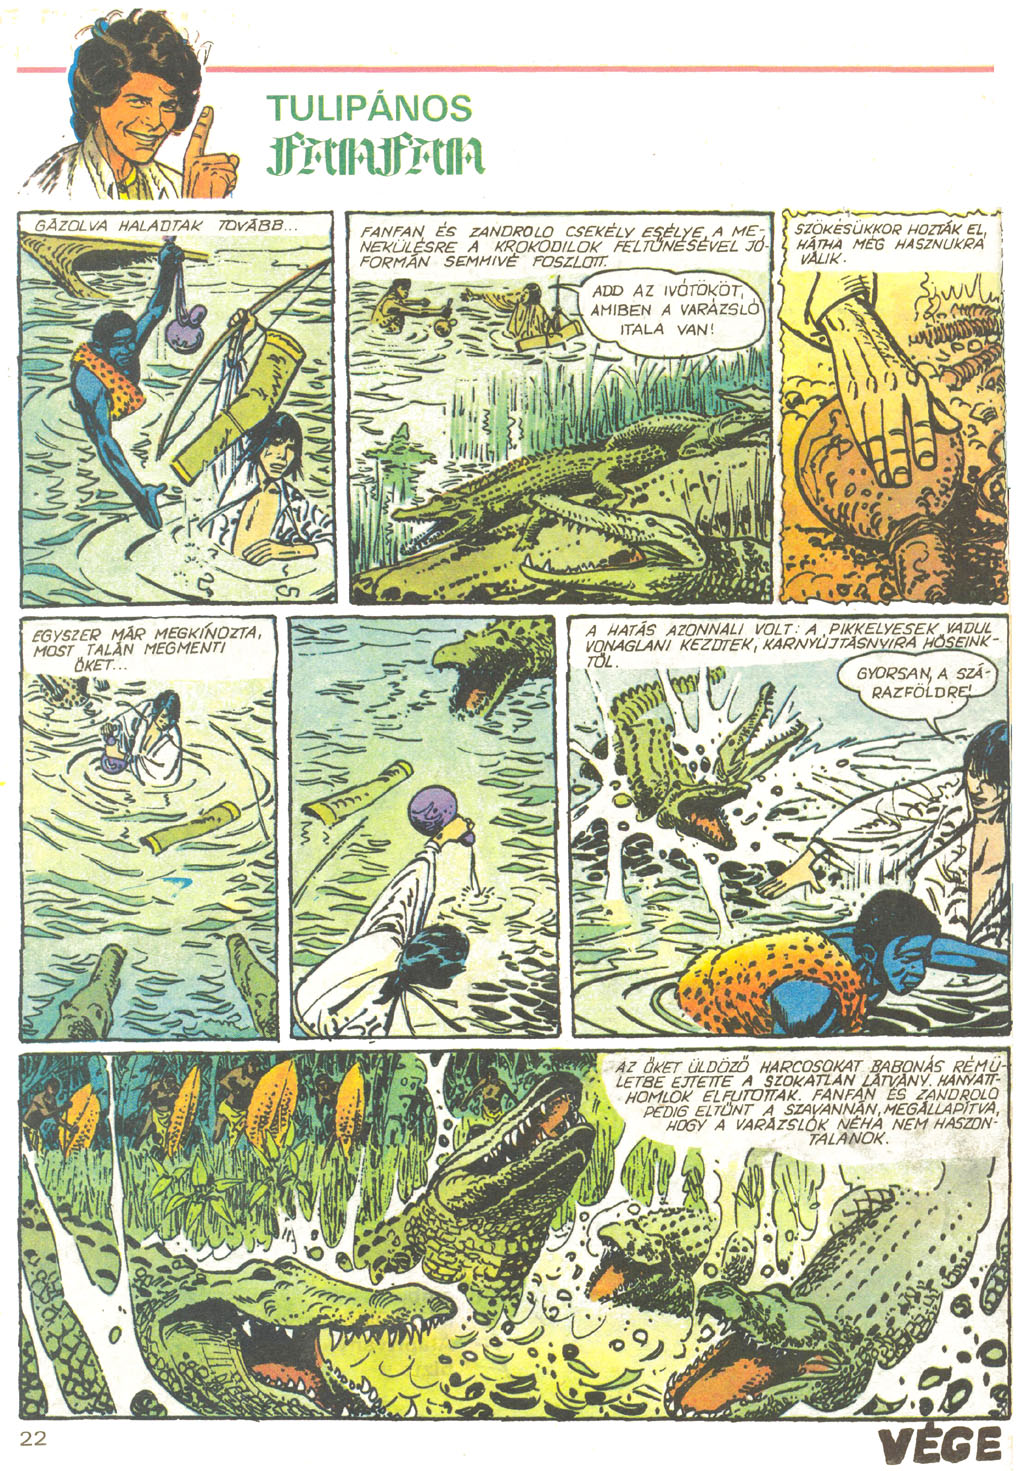 TULIPÁNOS
FANFAN
GÁZOLVA HALADTAK TOVÁBB...
FANFAN ÉS ZANDROLO CSEKÉLY ESÉLYE A ME-
NEKÜLÉSRE A KROKODILOK FELTŰNÉSÉVEL JÓ-
FORMÁN SEMMIVÉ FOSZLOTT.
ADD AZ IVÓTÖKÖT,
AMIBEN A VARÁZSLÓ
ITALA VAN!
SZÖKÉSÜKKOR HOZTÁK EL,
HÁTHA MÉG HASZNUKRA
VÁLIK.
EGYSZER MÁR MEGKÍNOZTA,
MOST TALÁN MEGMENTI
ŐKET...
A HATÁS AZONNALI VOLT: A PIKKELYESEK VADUL
VONAGLANI KEZDTEK, KARNYÚJTÁSNYIRA HŐSEINK-
TŐL.
GYORSAN, A SZÁ-
RAZFÖLDRE!
AZ ŐKET ÜLDÖZŐ HARCOSOKAT BABONÁS RÉMÜ-
LETBE EJTETTE A SZOKATLAN LÁTVÁNY. HANYATT-
HOMLOK ELFUTOTTAK. FANFAN ÉS ZANDROLO
PEDIG ELTŰNT A SZAVANNÁN, MEGÁLLAPÍTVA,
HOGY A VARÁZSLÓK NÉHA NEM HASZON-
TALANOK.
22
VÉGE